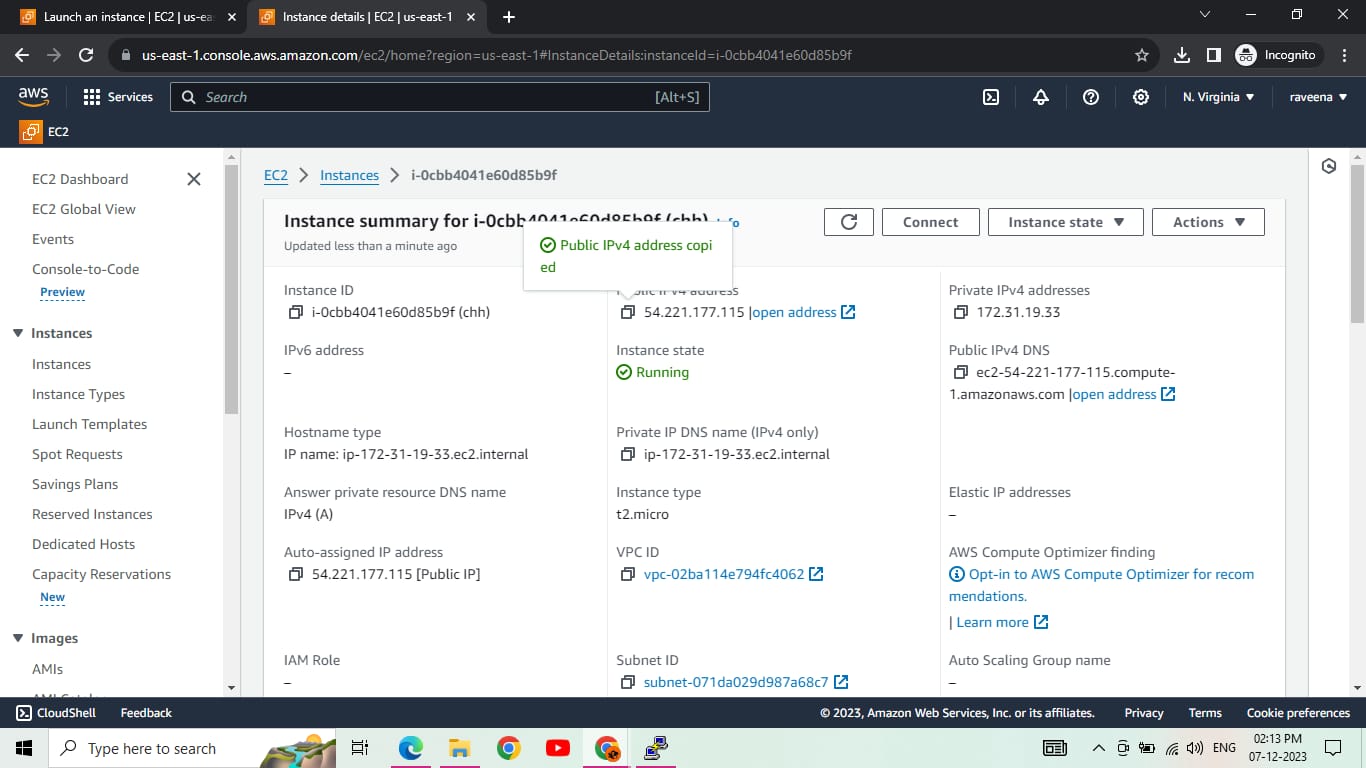 Launch an instance | EC2 | us-eas
Instance details | EC2 | us-east-1
us-east-1.console.aws.amazon.com/ec2/home?region=us-east-1#InstanceDetails:instanceId=i-0cbb4041e60d85b9f
Incognito
aws
Services
Search
[Alt+S]
N. Virginia
raveena
EC2
EC2 Dashboard
EC2 Global View
Events
Console-to-Code
Preview
Instances
Instances
Instance Types
Launch Templates
Spot Requests
Savings Plans
Reserved Instances
Dedicated Hosts
Capacity Reservations
New
Images
AMIs
EC2
Instances
i-0cbb4041e60d85b9f
Instance summary for i-0cbb4041e60d85b9f (chh)
Updated less than a minute ago
Connect
Instance state
Actions
Public IPv4 address copi
ed
Instance ID
i-0cbb4041e60d85b9f (chh)
Public IPv4 address
54.221.177.115 |open address
Private IPv4 addresses
172.31.19.33
IPv6 address
–
Instance state
Running
Public IPv4 DNS
ec2-54-221-177-115.compute-
1.amazonaws.com |open address
Hostname type
IP name: ip-172-31-19-33.ec2.internal
Private IP DNS name (IPv4 only)
ip-172-31-19-33.ec2.internal
Answer private resource DNS name
IPv4 (A)
Instance type
t2.micro
Elastic IP addresses
–
Auto-assigned IP address
54.221.177.115 [Public IP]
VPC ID
vpc-02ba114e794fc4062
AWS Compute Optimizer finding
Opt-in to AWS Compute Optimizer for recom
mendations.
| Learn more
IAM Role
–
Subnet ID
subnet-071da029d987a68c7
Auto Scaling Group name
–
CloudShell
Feedback
© 2023, Amazon Web Services, Inc. or its affiliates.
Privacy
Terms
Cookie preferences
Type here to search
ENG
02:13 PM
07-12-2023